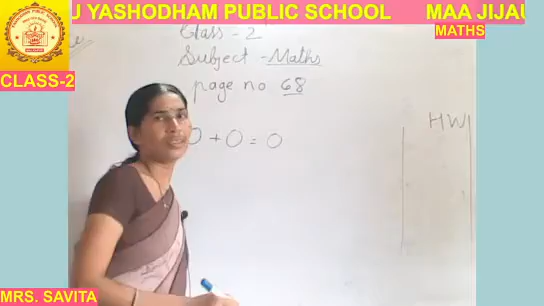 U YASHODHAM PUBLIC SCHOOL MAA JIJAU
MATHS
CLASS-2
Class - 2
Subject - Maths
page no 68
0 + 0 = 0
HW
MRS. SAVITA